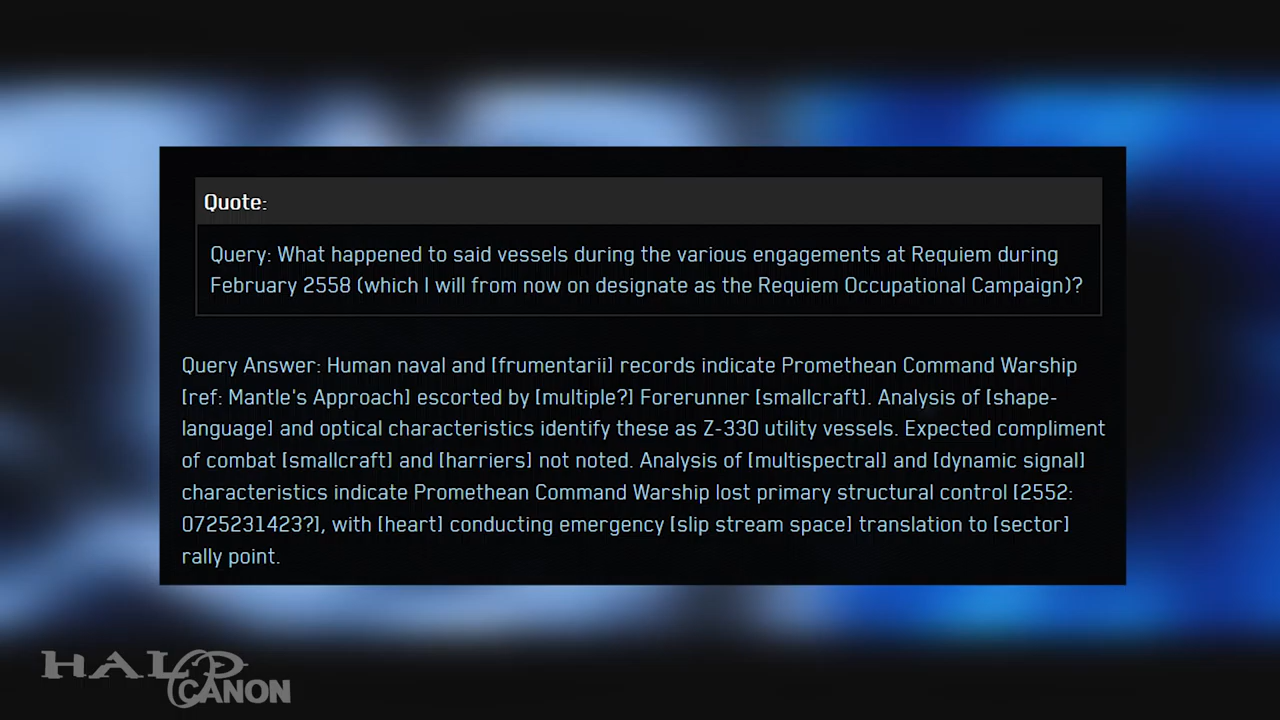 Quote:
Query: What happened to said vessels during the various engagements at Requiem during
February 2558 (which I will from now on designate as the Requiem Occupational Campaign)?
Query Answer: Human naval and [frumentarii] records indicate Promethean Command Warship
[ref: Mantle's Approach] escorted by [multiple?] Forerunner [smallcraft]. Analysis of [shape-
language] and optical characteristics identify these as Z-330 utility vessels. Expected compliment
of combat [smallcraft] and [harriers] not noted. Analysis of [multispectral] and [dynamic signal]
characteristics indicate Promethean Command Warship lost primary structural control [2552:
0725231423?], with [heart] conducting emergency [slip stream space] translation to [sector]
rally point.
HALO
CANON